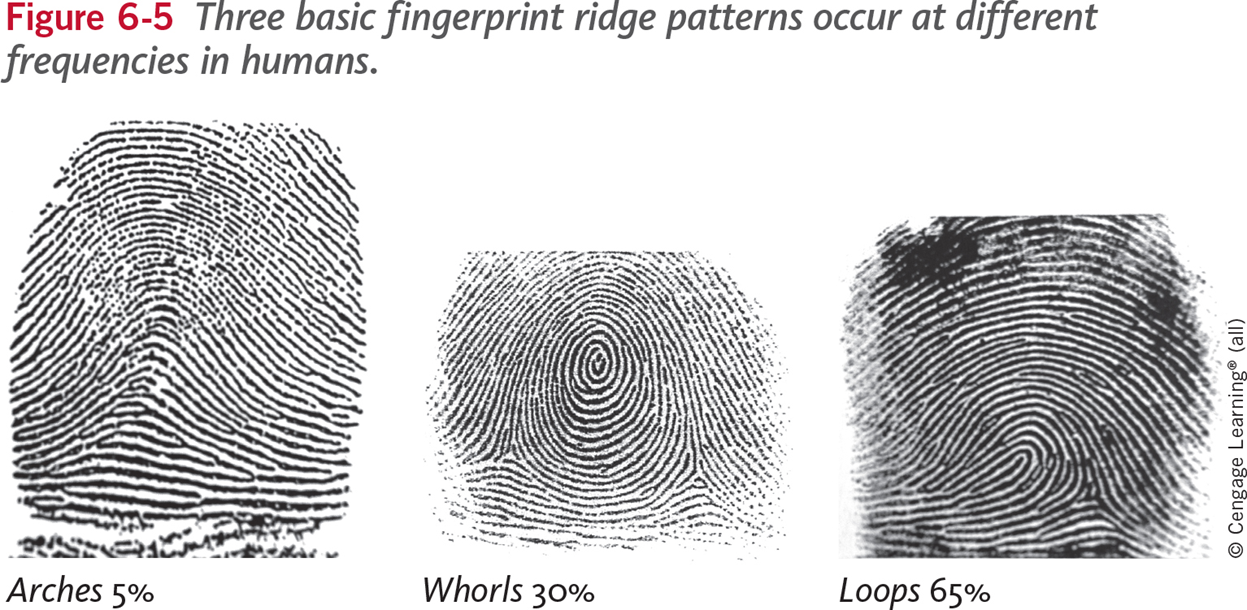 Figure 6-5 Three basic fingerprint ridge patterns occur at different
frequencies in humans.
Arches 5%
Whorls 30%
Loops 65%
© Cengage Learning® (all)